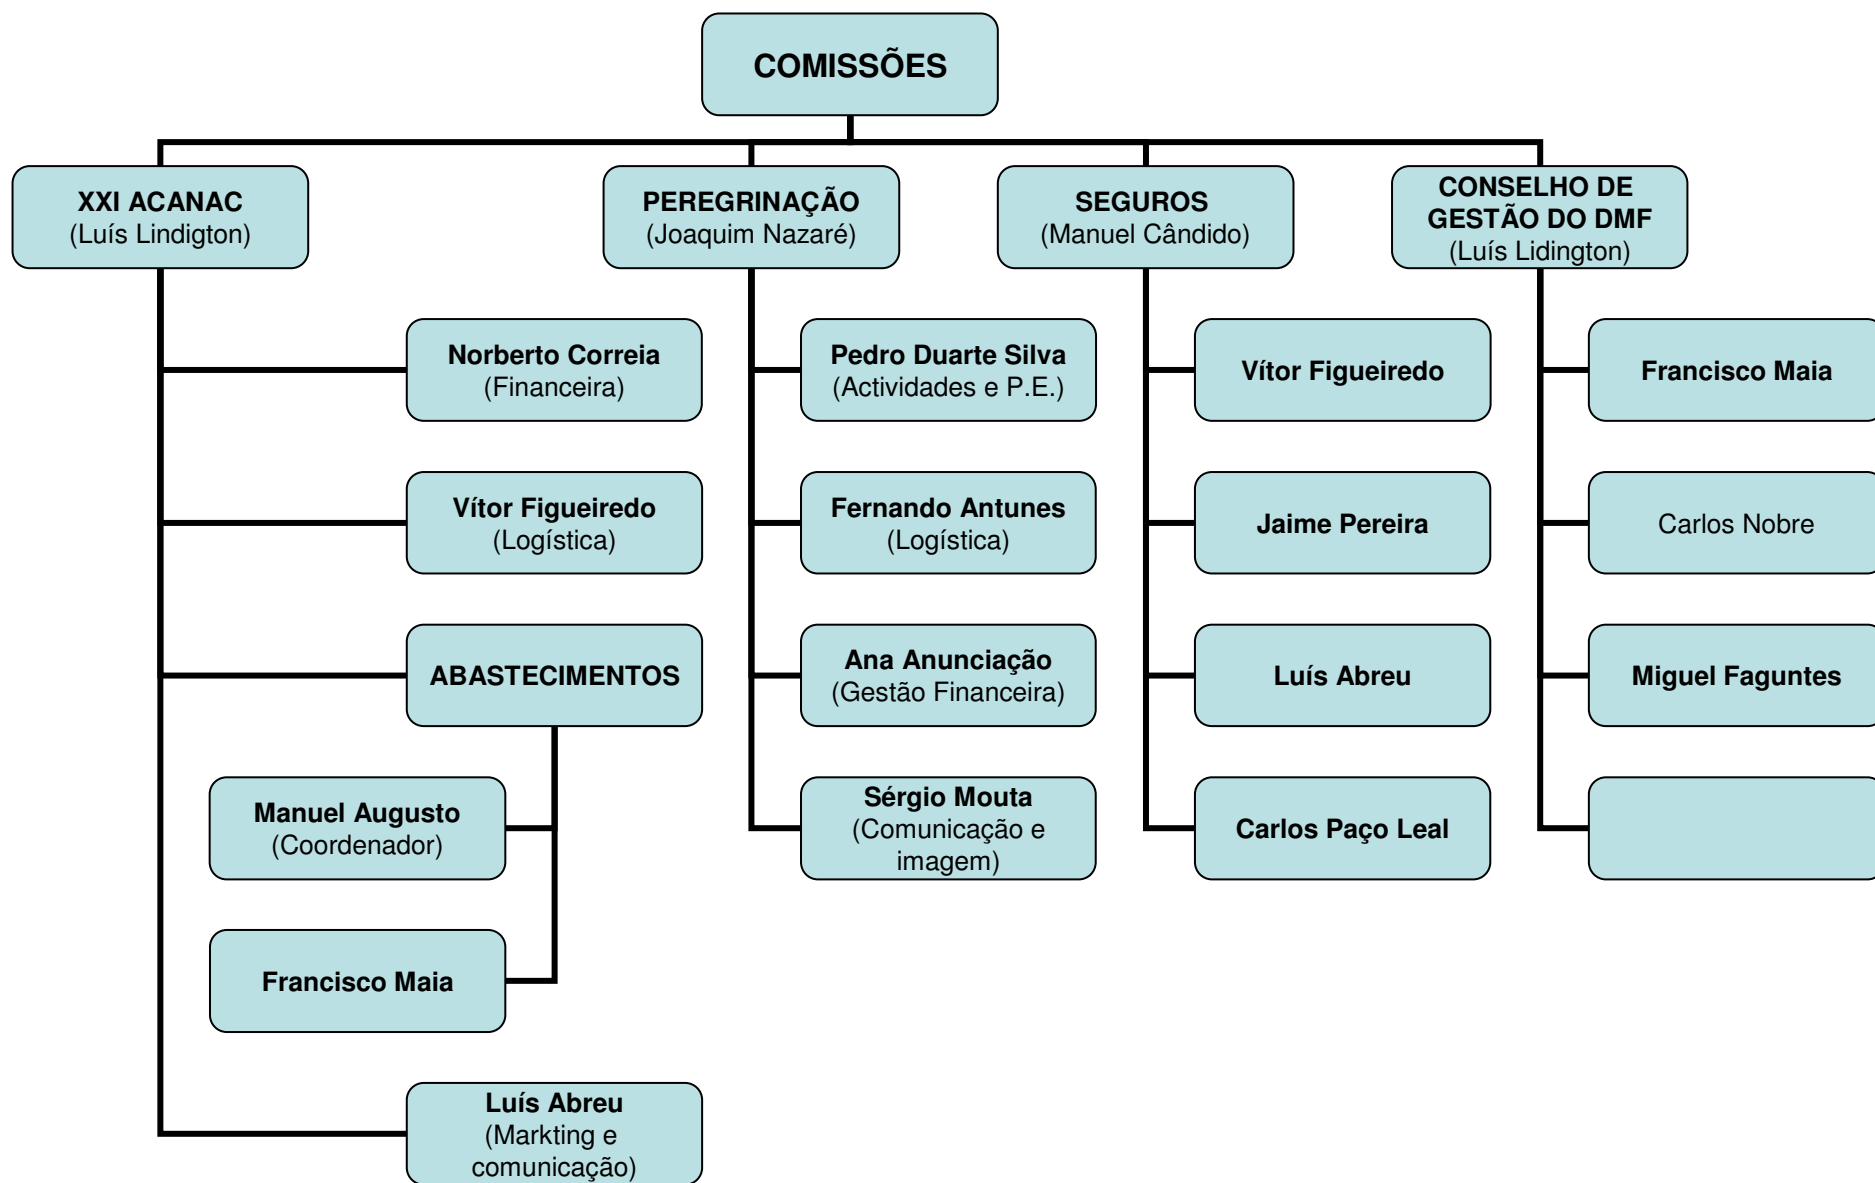 COMISSÕES
XXI ACANAC
(Luís Lindigton)
PEREGRINAÇÃO
(Joaquim Nazaré)
SEGUROS
(Manuel Cândido)
CONSELHO DE
GESTÃO DO DMF
(Luís Lidington)
Norberto Correia
(Financeira)
Pedro Duarte Silva
(Actividades e P.E.)
Vítor Figueiredo
Francisco Maia
Vítor Figueiredo
(Logística)
Fernando Antunes
(Logística)
Jaime Pereira
Carlos Nobre
ABASTECIMENTOS
Ana Anunciação
(Gestão Financeira)
Luís Abreu
Miguel Faguntes
Manuel Augusto
(Coordenador)
Sérgio Mouta
(Comunicação e
imagem)
Carlos Paço Leal
Francisco Maia
Luís Abreu
(Markting e
comunicação)